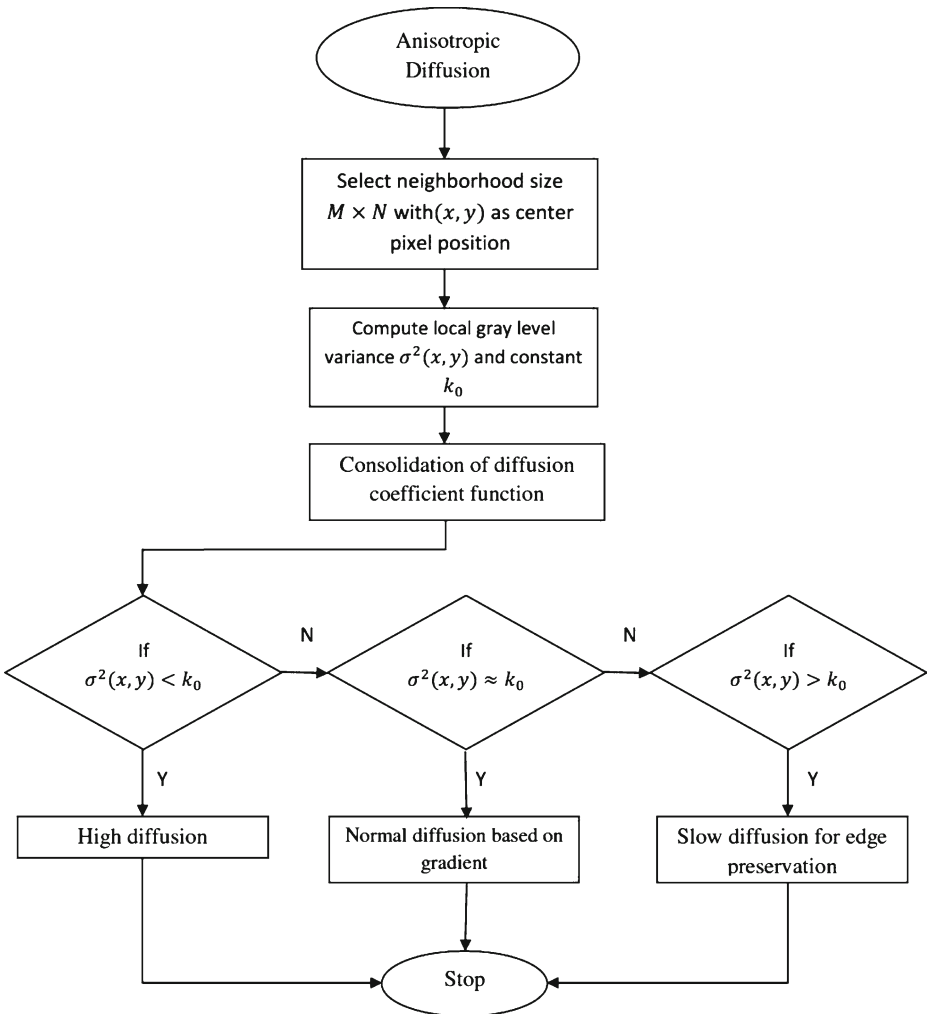 Anisotropic
Diffusion
Select neighborhood size
M × N with(x, y) as center
pixel position
Compute local gray level
variance σ²(x, y) and constant
k₀
Consolidation of diffusion
coefficient function
If
σ²(x, y) < k₀
N
If
σ²(x, y) ≈ k₀
N
If
σ²(x, y) > k₀
Y
Y
Y
High diffusion
Normal diffusion based on
gradient
Slow diffusion for edge
preservation
Stop